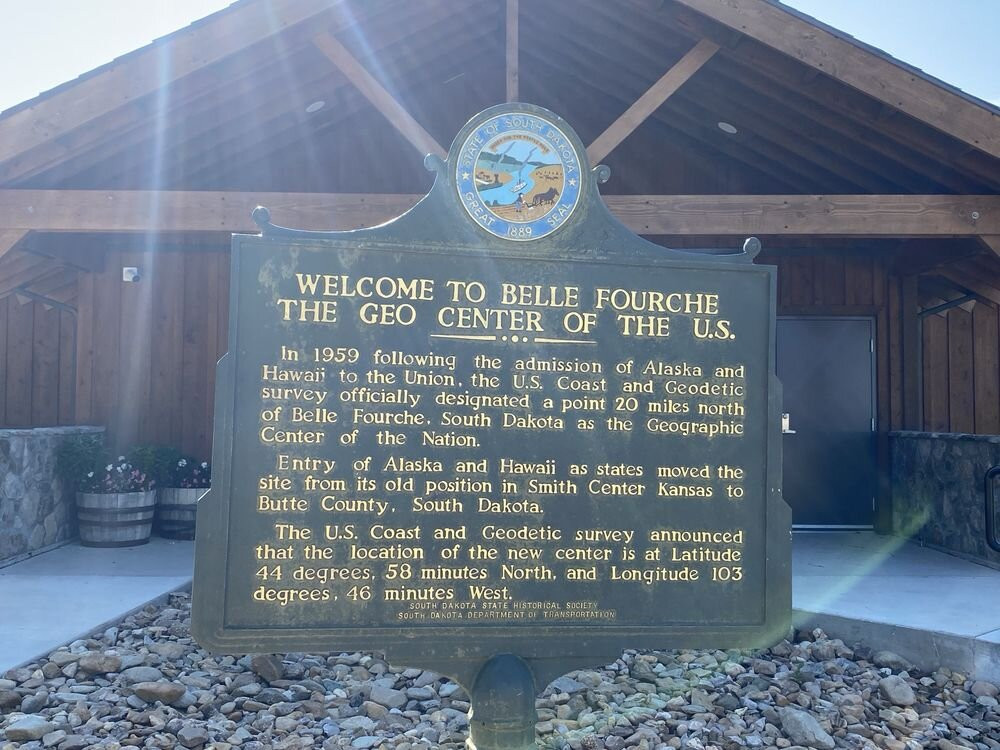 STATE OF SOUTH DAKOTA
GREAT SEAL
1889
WELCOME TO BELLE FOURCHE
THE GEO CENTER OF THE U.S.
In 1959 following the admission of Alaska and
Hawaii to the Union, the U.S. Coast and Geodetic
survey officially designated a point 20 miles north
of Belle Fourche, South Dakota as the Geographic
Center of the Nation.
Entry of Alaska and Hawaii as states moved the
site from its old position in Smith Center Kansas to
Butte County, South Dakota.
The U.S. Coast and Geodetic survey announced
that the location of the new center is at Latitude
44 degrees, 58 minutes North, and Longitude 103
degrees, 46 minutes West.
SOUTH DAKOTA STATE HISTORICAL SOCIETY
SOUTH DAKOTA DEPARTMENT OF TRANSPORTATION